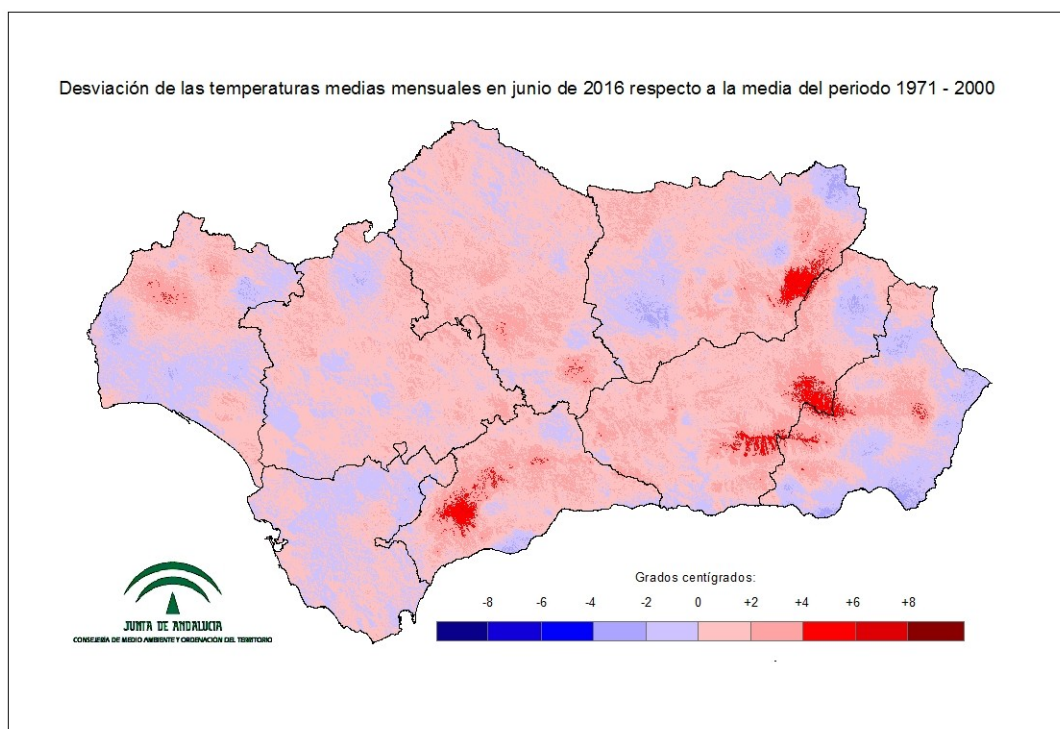 Desviación de las temperaturas medias mensuales en junio de 2016 respecto a la media del periodo 1971 - 2000
Grados centígrados:
-8 -6 -4 -2 0 +2 +4 +6 +8
JUNTA DE ANDALUCIA
CONSEJERIA DE MEDIO AMBIENTE Y ORDENACION DEL TERRITORIO